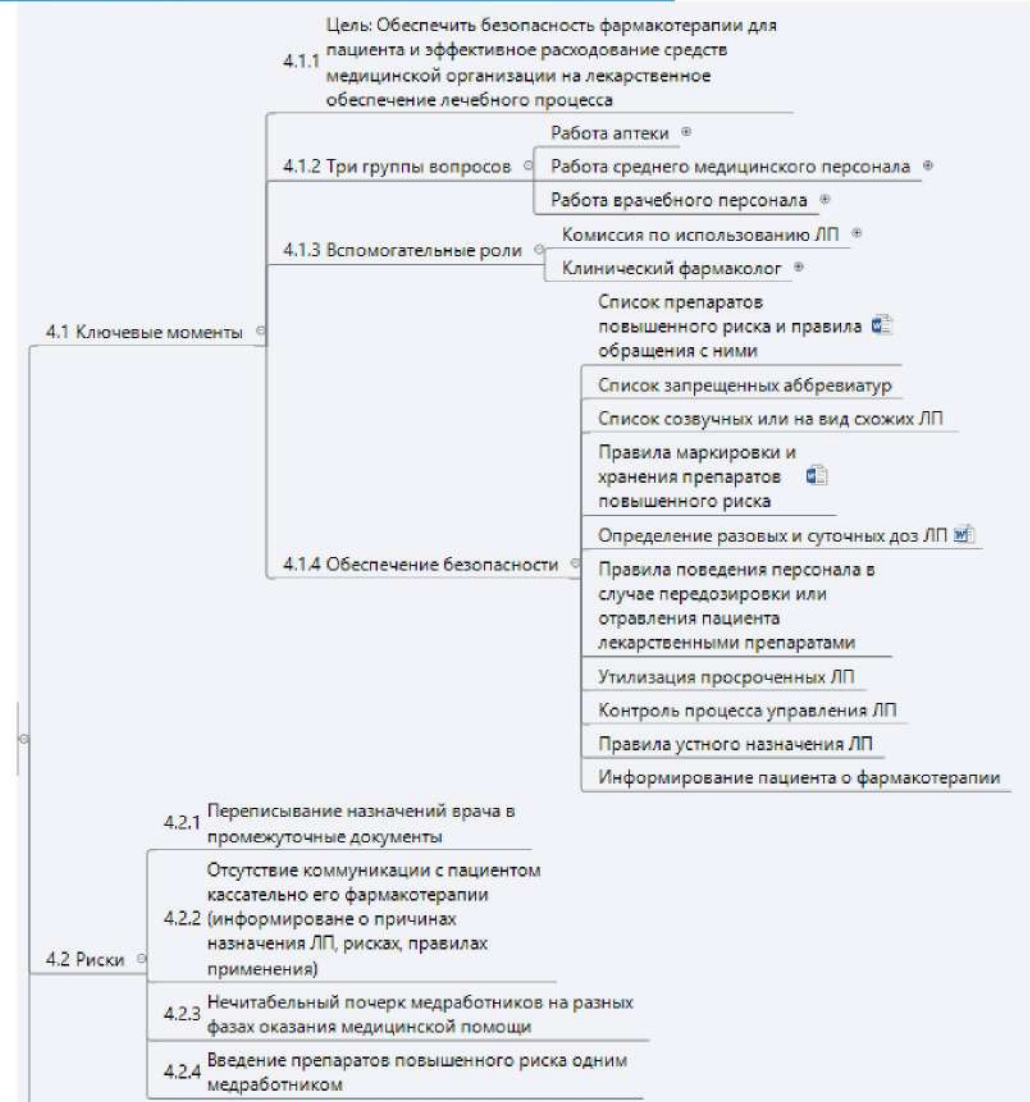 Цель: Обеспечить безопасность фармакотерапии для
4.1.1 пациента и эффективное расходование средств
медицинской организации на лекарственное
обеспечение лечебного процесса
Работа аптеки
4.1.2 Три группы вопросов
Работа среднего медицинского персонала
Работа врачебного персонала
Комиссия по использованию ЛП
4.1.3 Вспомогательные роли
Клинический фармаколог
4.1 Ключевые моменты
Список препаратов
повышенного риска и правила
обращения с ними
Список запрещенных аббревиатур
Список созвучных или на вид схожих ЛП
Правила маркировки и
хранения препаратов
повышенного риска
Определение разовых и суточных доз ЛП
4.1.4 Обеспечение безопасности
Правила поведения персонала в
случае передозировки или
отравления пациента
лекарственными препаратами
Утилизация просроченных ЛП
Контроль процесса управления ЛП
Правила устного назначения ЛП
Информирование пациента о фармакотерапии
4.2.1 Переписывание назначений врача в
промежуточные документы
Отсутствие коммуникации с пациентом
кассательно его фармакотерапии
4.2.2 (информироване о причинах
назначения ЛП, рисках, правилах
применения)
4.2 Риски
4.2.3 Нечитабельный почерк медработников на разных
фазах оказания медицинской помощи
4.2.4 Введение препаратов повышенного риска одним
медработником